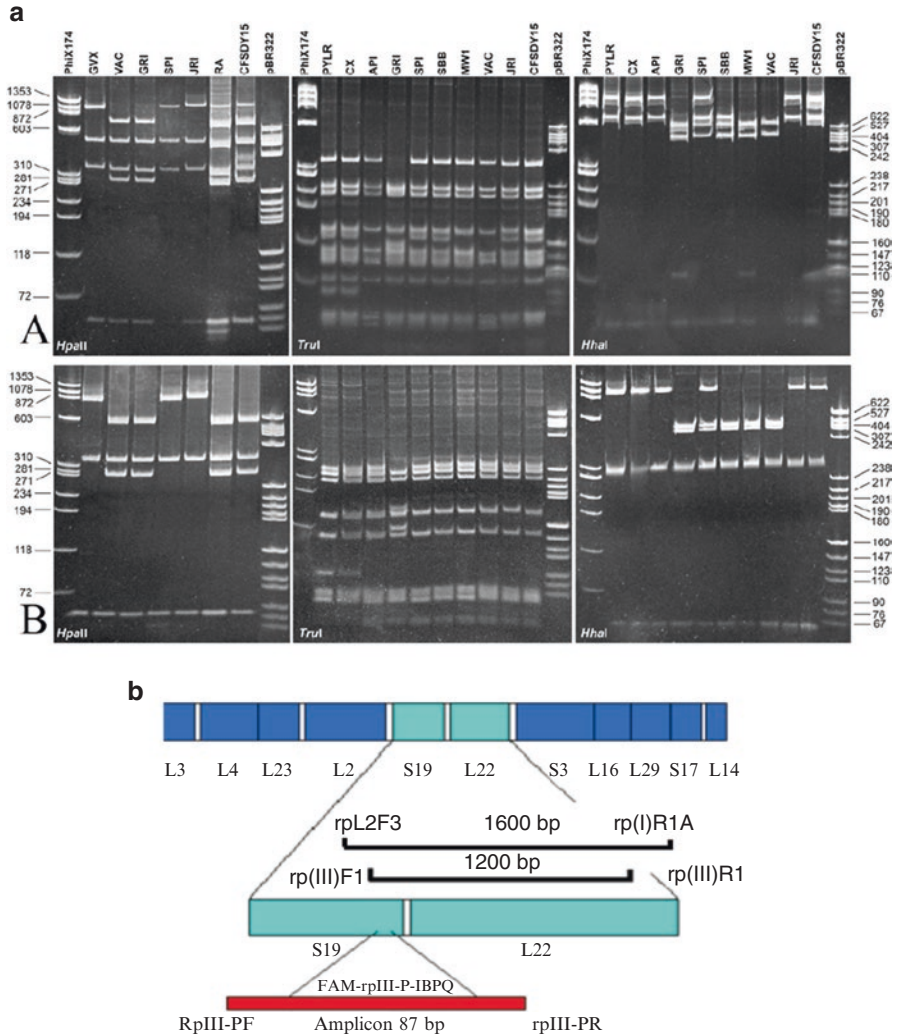 a
PhiX174 GVX VAC GRI SPI JRI RA CFSDY15 pBR322
PhiX174 PYLR CX API GRI SPI SBB MW1 VAC JRI CFSDY15 pBR322
PhiX174 PYLR CX API GRI SPI SBB MW1 VAC JRI CFSDY15 pBR322
1353
1078
872
603
310
281
271
234
194
118
72
A
HpaII
TruI
HhaI
622
527
404
307
242
238
217
201
190
180
160
147
123
110
90
76
67
1353
1078
872
603
310
281
271
234
194
118
72
B
HpaII
TruI
HhaI
622
527
404
307
242
238
217
201
190
180
160
147
123
110
90
76
67
b
L3 L4 L23 L2 S19 L22 S3 L16 L29 S17 L14
rpL2F3 1600 bp rp(I)R1A
1200 bp
rp(III)F1 rp(III)R1
S19 L22
FAM-rpIII-P-IBPQ
RpIII-PF Amplicon 87 bp rpIII-PR